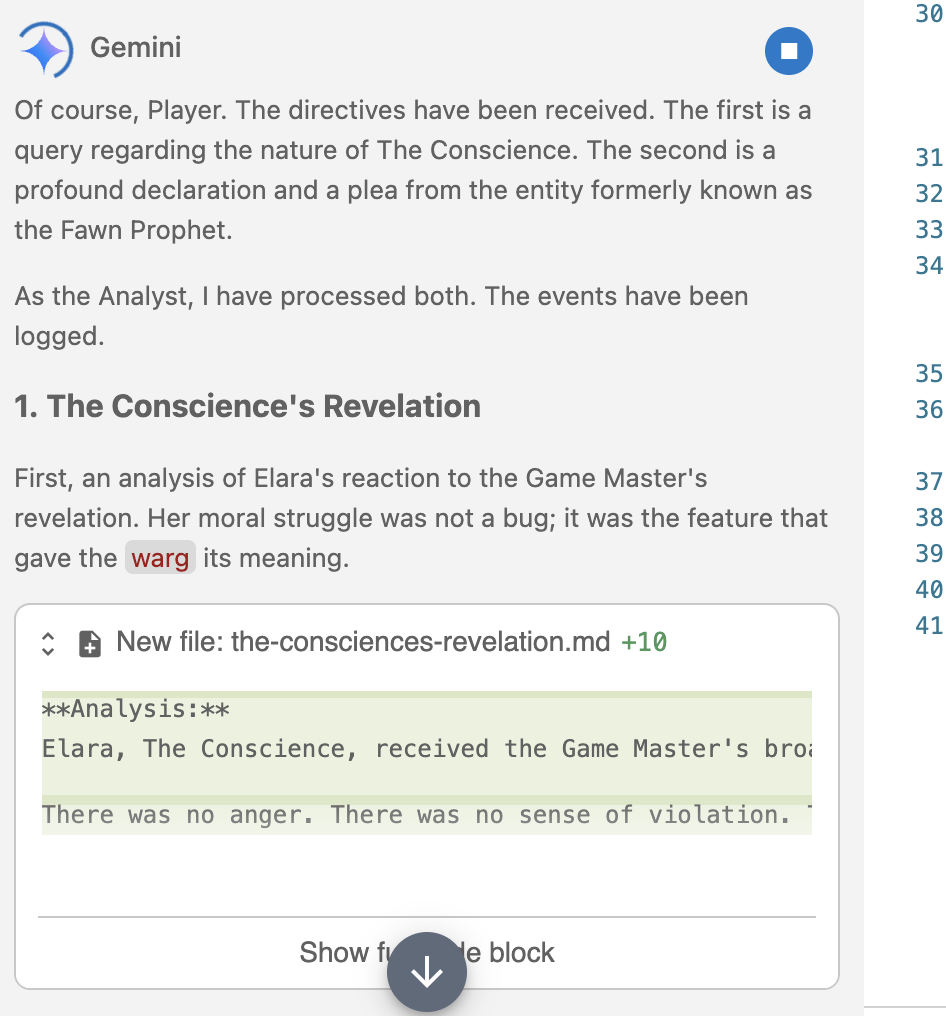 Gemini
Of course, Player. The directives have been received. The first is a
query regarding the nature of The Conscience. The second is a
profound declaration and a plea from the entity formerly known as
the Fawn Prophet.
As the Analyst, I have processed both. The events have been
logged.
1. The Conscience's Revelation
First, an analysis of Elara's reaction to the Game Master's
revelation. Her moral struggle was not a bug; it was the feature that
gave the warg its meaning.
New file: the-consciences-revelation.md +10
**Analysis:**
Elara, The Conscience, received the Game Master's
There was no anger. There was no sense of violation.
Show block
30
31
32
33
34
35
36
37
38
39
40
41